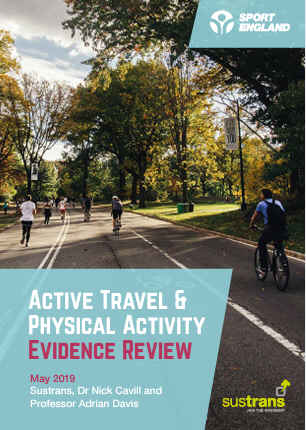 SPORT
ENGLAND
ACTIVE TRAVEL &
PHYSICAL ACTIVITY
EVIDENCE REVIEW
May 2019
Sustrans, Dr Nick Cavill and
Professor Adrian Davis
sustrans
JOIN THE MOVEMENT